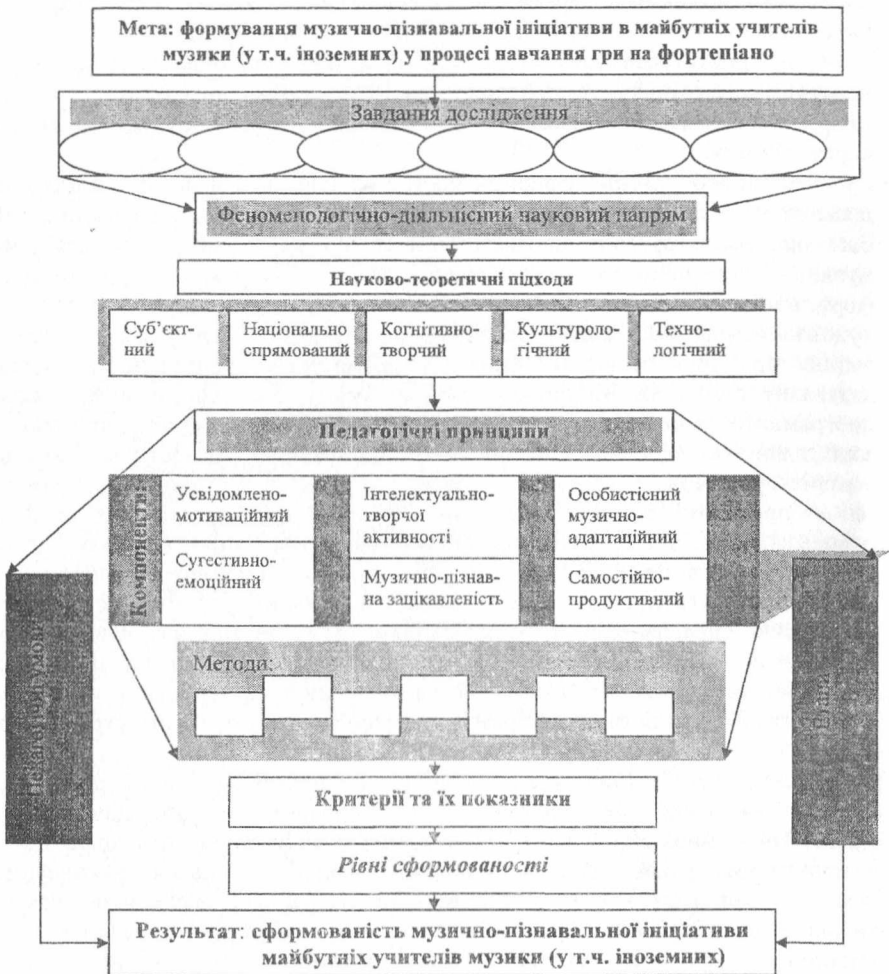 Мета: формування музично-пізнавальної ініціативи в майбутніх учителів
музики (у т.ч. іноземних) у процесі навчання гри на фортепіано
Завдання дослідження
Феноменологічно-діяльнісний науковий напрям
Науково-теоретичні підходи
Суб’єкт-
ний
Національно
спрямований
Когнітивно-
творчий
Культуроло-
гічний
Техно-
логічний
Педагогічні принципи
Компоненти:
Усвідомлено-
мотиваційний
Сугестивно-
емоційний
Інтелектуально-
творчої
активності
Музично-пізнав-
на зацікавленість
Особистісний
музично-
адаптаційний
Самостійно-
продуктивний
Педагогічні умови
Методи:
Критерії та їх показники
Рівні сформованості
Результат: сформованість музично-пізнавальної ініціативи
майбутніх учителів музики (у т.ч. іноземних)